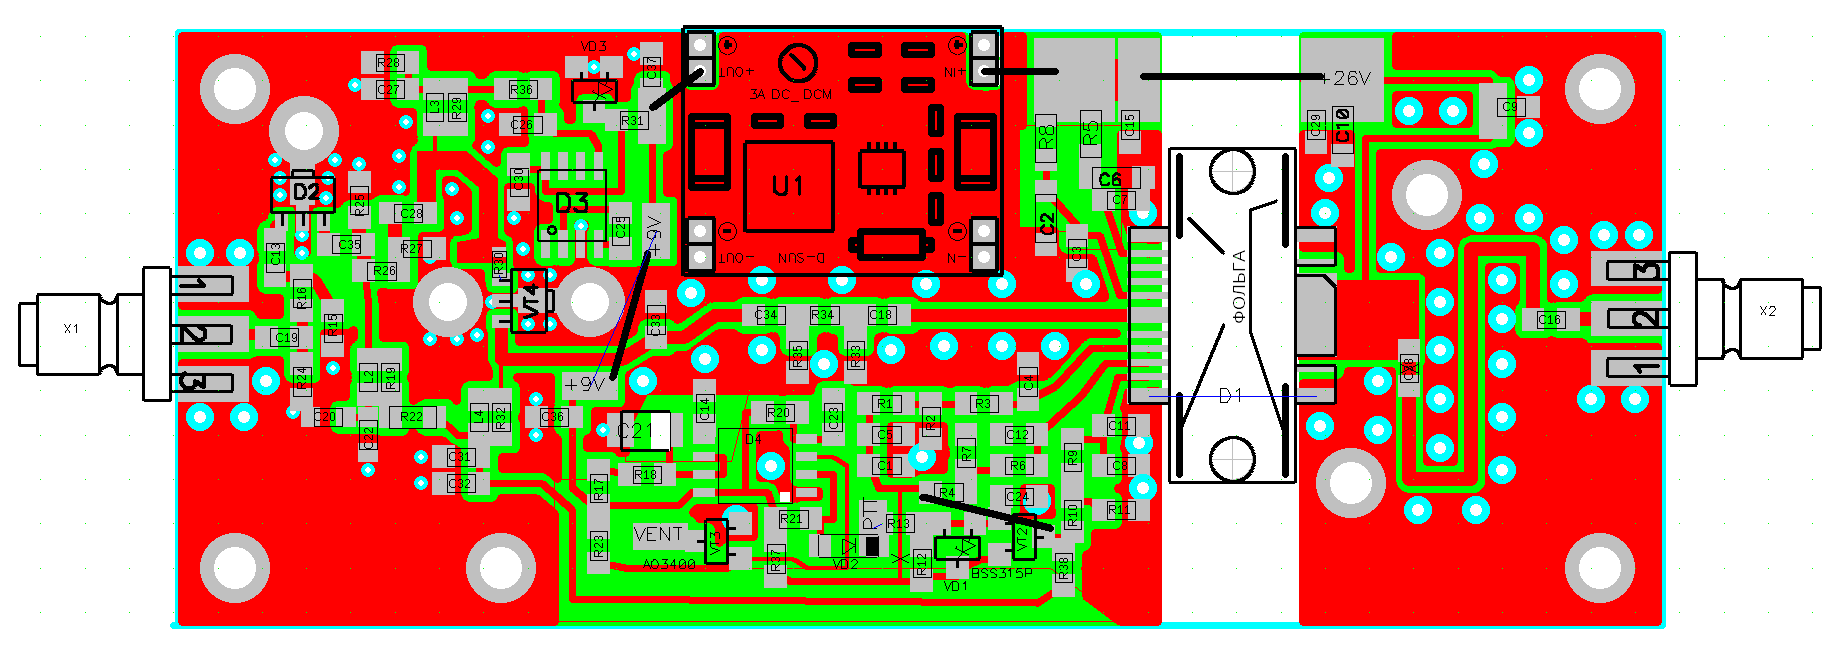 R28
VD3
C37
+OUT
+IN
+26V
C27
L3
R29
R36
3A DC_DCM
C9
C26
R31
R8
R5
C15
C29
C10
D2
R25
C30
D3
U1
C6
C7
C28
C25
+9V
C2
C13
C35
R27
R30
C3
R26
-OUT
D-SUN
-IN
ФОЛЬГА
1
R16
VT4
3
X1
2
C19
R15
C33
C34
R34
C18
C16
2
X2
R35
R33
3
R24
L2
R19
+9V
C4
1
C20
R22
L4
R32
C36
C14
R20
C23
R1
R2
R3
D1
C22
C21
D4
C5
C12
C11
C31
R18
C1
R7
R6
R9
C8
C32
R17
R4
C24
R21
PT
R13
R10
R11
VENT
VT3
VT2
R23
AO3400
R37
VD2
R12
VD1
BSS315P
R38